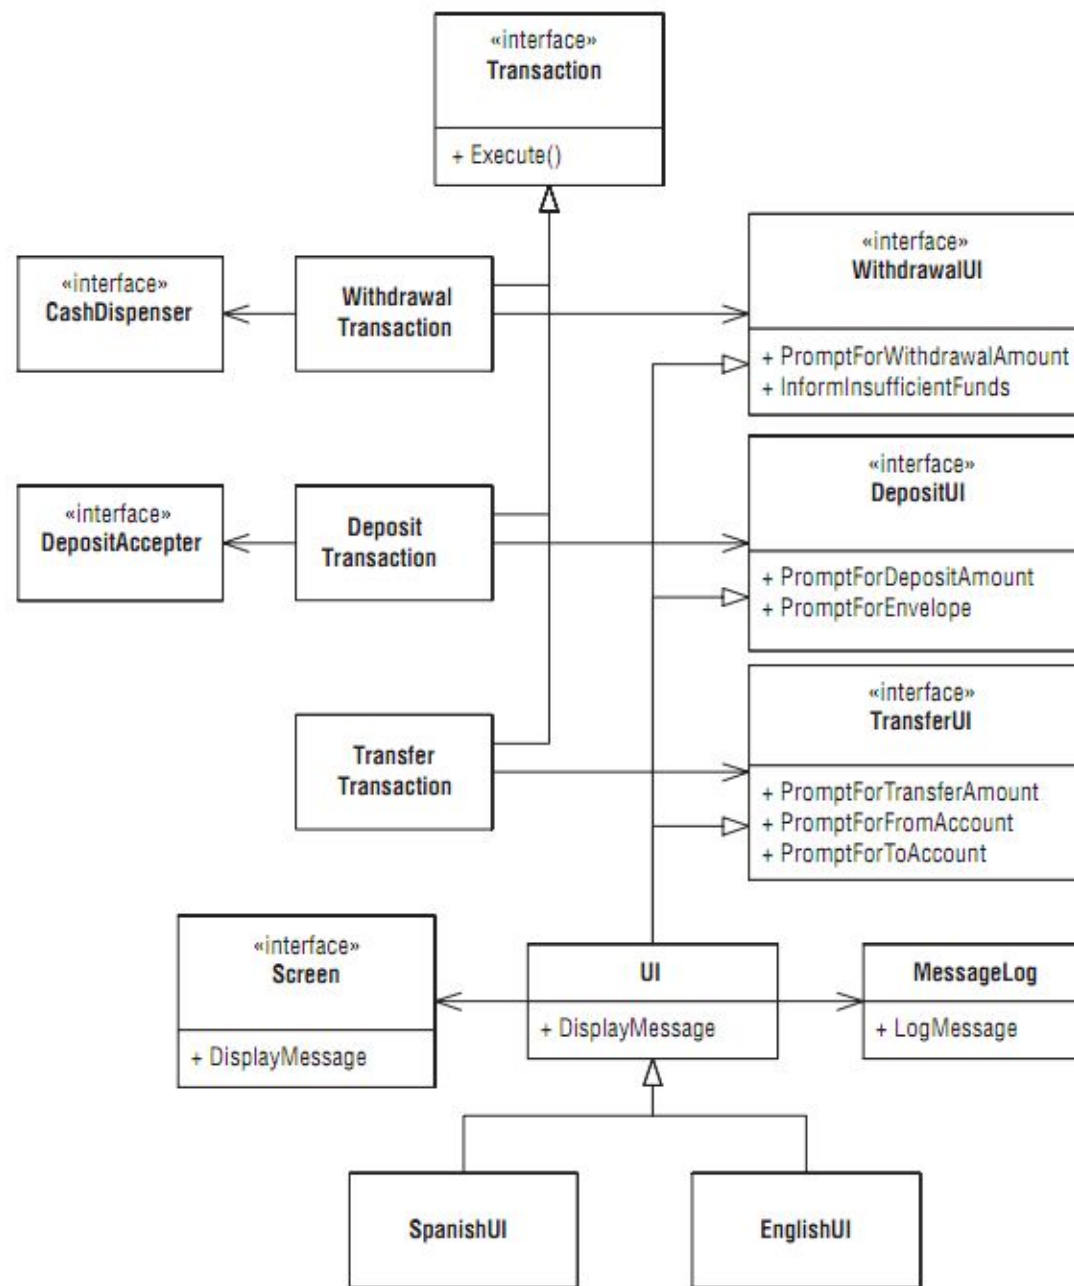 «interface»
Transaction
+ Execute()
«interface»
CashDispenser
Withdrawal
Transaction
«interface»
WithdrawalUI
+ PromptForWithdrawalAmount
+ InformInsufficientFunds
«interface»
DepositAccepter
Deposit
Transaction
«interface»
DepositUI
+ PromptForDepositAmount
+ PromptForEnvelope
Transfer
Transaction
«interface»
TransferUI
+ PromptForTransferAmount
+ PromptForFromAccount
+ PromptForToAccount
«interface»
Screen
+ DisplayMessage
UI
+ DisplayMessage
MessageLog
+ LogMessage
SpanishUI
EnglishUI